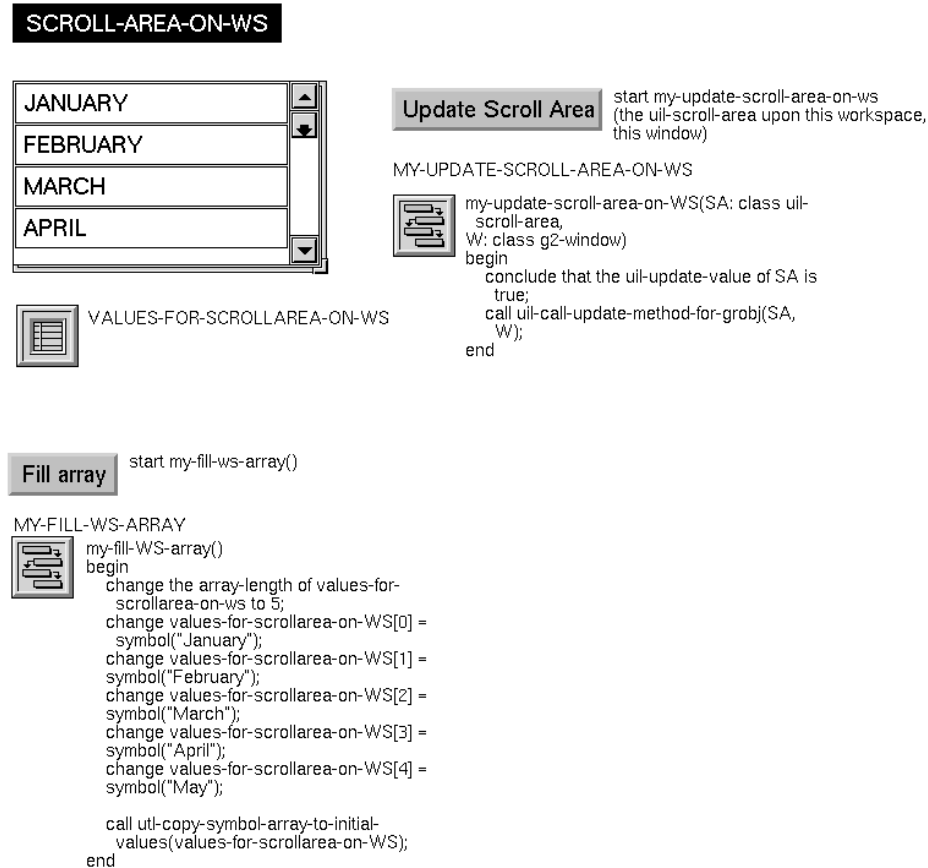 SCROLL-AREA-ON-WS
JANUARY
FEBRUARY
MARCH
APRIL
Update Scroll Area
start my-update-scroll-area-on-ws
(the uil-scroll-area upon this workspace,
this window)
MY-UPDATE-SCROLL-AREA-ON-WS
my-update-scroll-area-on-WS(SA: class uil-
scroll-area,
W: class g2-window)
begin
conclude that the uil-update-value of SA is
true;
call uil-call-update-method-for-grobj(SA,
W);
end
VALUES-FOR-SCROLLAREA-ON-WS
Fill array
start my-fill-ws-array()
MY-FILL-WS-ARRAY
my-fill-WS-array()
begin
change the array-length of values-for-
scrollarea-on-ws to 5;
change values-for-scrollarea-on-WS[0] =
symbol("January");
change values-for-scrollarea-on-WS[1] =
symbol("February");
change values-for-scrollarea-on-WS[2] =
symbol("March");
change values-for-scrollarea-on-WS[3] =
symbol("April");
change values-for-scrollarea-on-WS[4] =
symbol("May");
call utl-copy-symbol-array-to-initial-
values(values-for-scrollarea-on-WS);
end